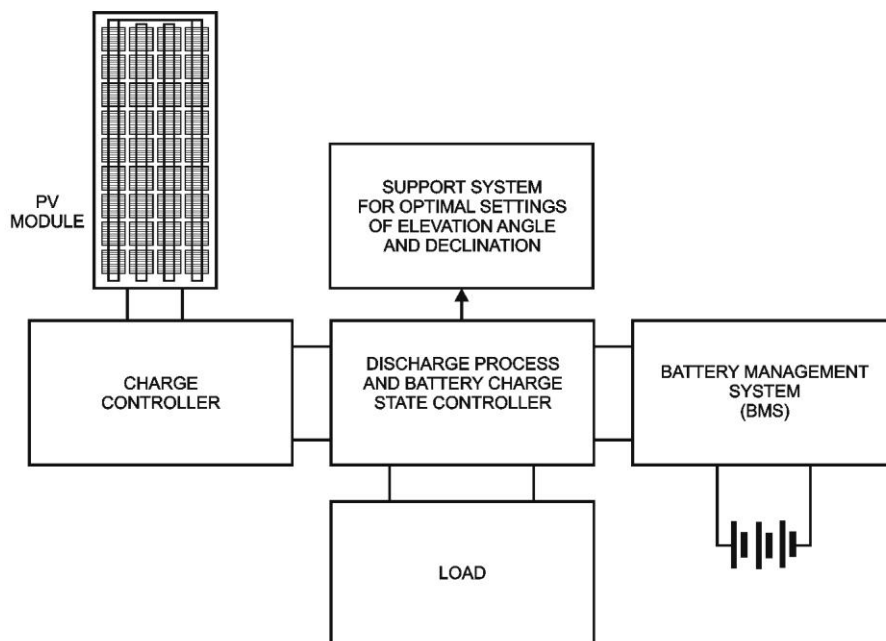 PV
MODULE
SUPPORT SYSTEM
FOR OPTIMAL SETTINGS
OF ELEVATION ANGLE
AND DECLINATION
CHARGE
CONTROLLER
DISCHARGE PROCESS
AND BATTERY CHARGE
STATE CONTROLLER
BATTERY MANAGEMENT
SYSTEM
(BMS)
LOAD